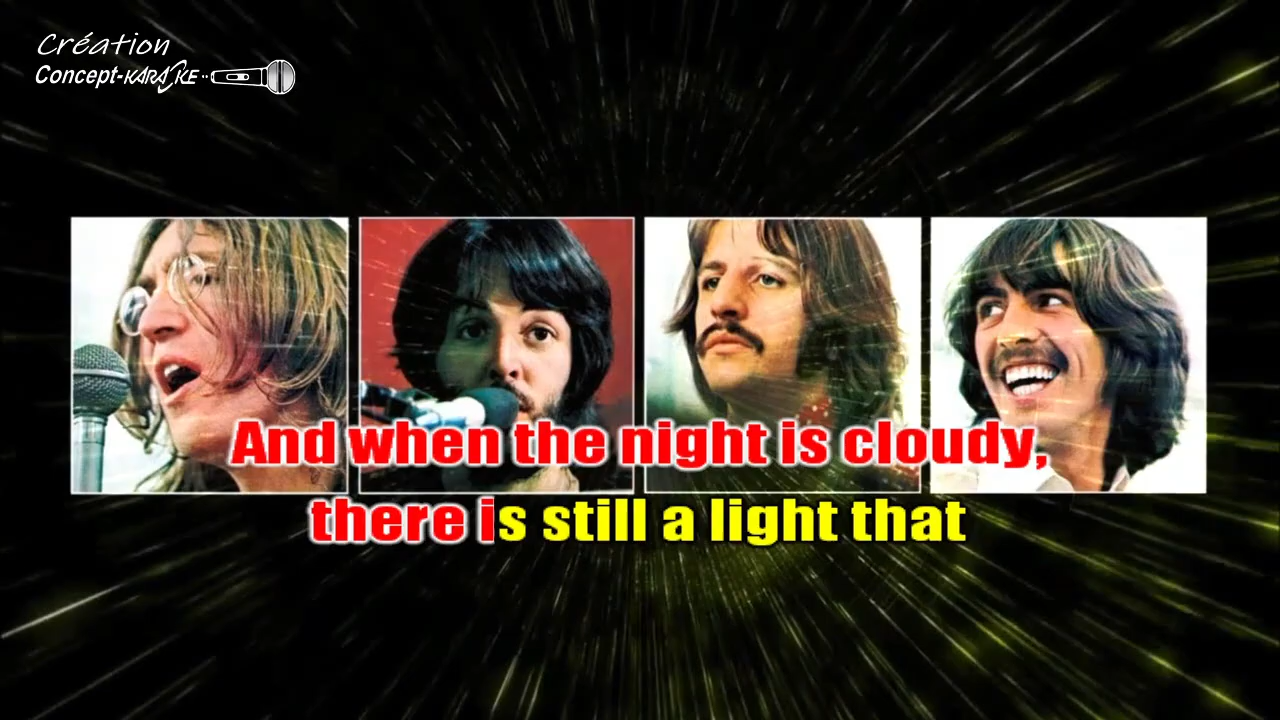 Création
Concept-KARAOKE
And when the night is cloudy,
there is still a light that